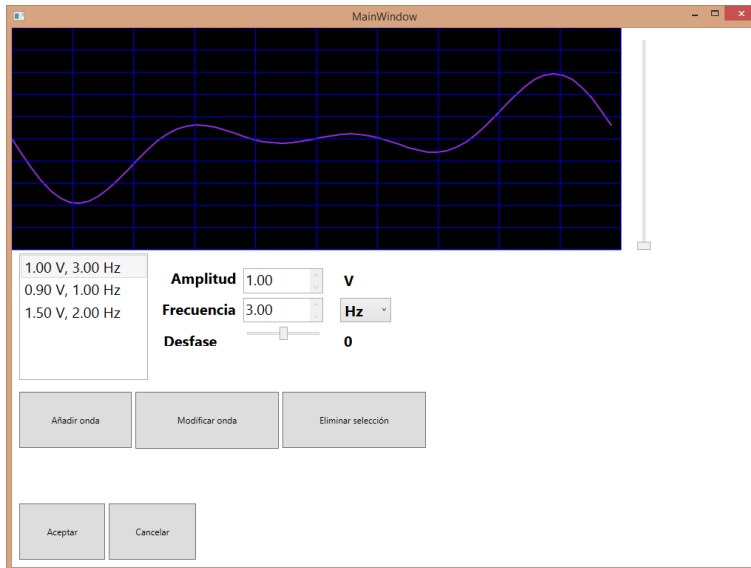 MainWindow
1.00 V, 3.00 Hz
0.90 V, 1.00 Hz
1.50 V, 2.00 Hz
Amplitud 1.00 V
Frecuencia 3.00 Hz
Desfase 0
Añadir onda Modificar onda Eliminar selección
Aceptar Cancelar